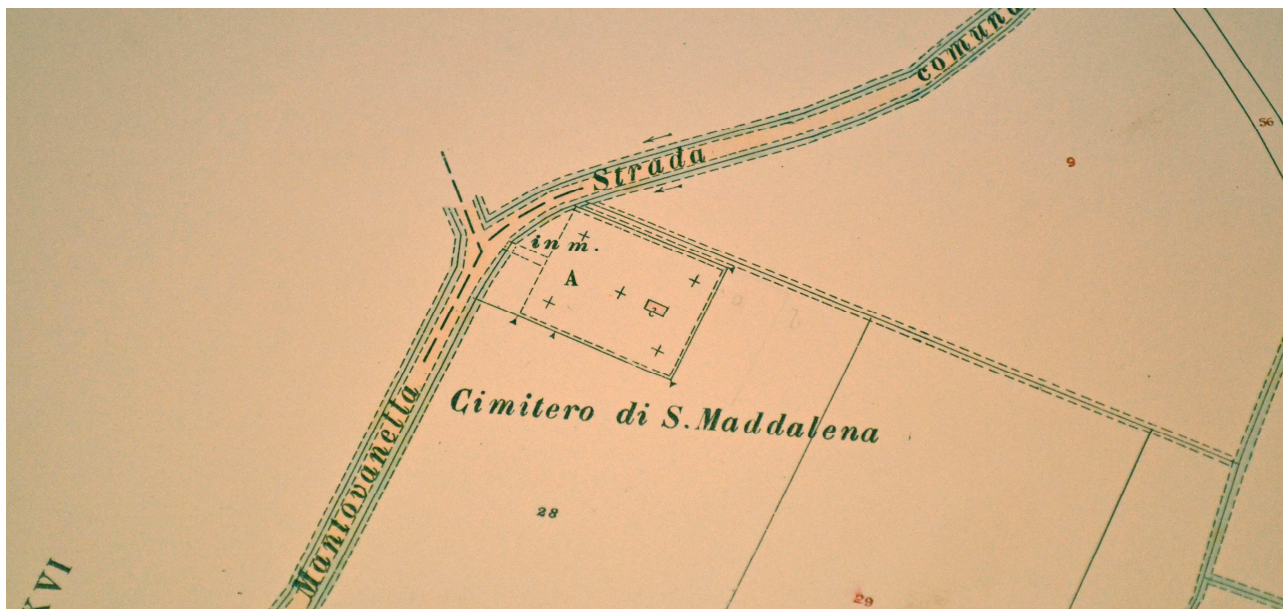 Strada comuna
Mantovanella
in m.
A
Cimitero di S. Maddalena
9
56
28
29
XVI